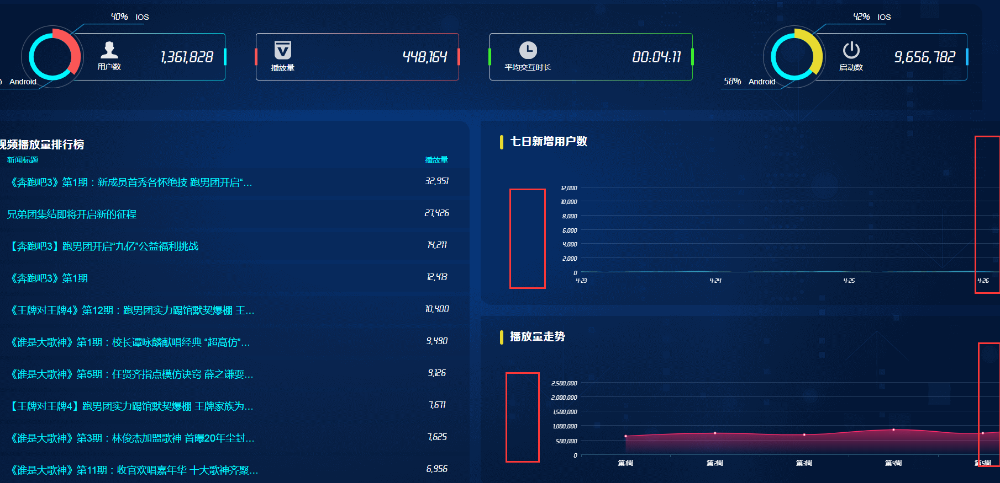 40% IOS
42% IOS
用户数
1,361,828
播放量
448,164
平均交互时长
00:04:11
启动数
9,656,782
% Android
58% Android
视频播放量排行榜
新闻标题
播放量
《奔跑吧3》第1期：新成员首秀各怀绝技 跑男团开启“...
32,951
兄弟团集结即将开启新的征程
27,426
【奔跑吧3】跑男团开启“九亿”公益福利挑战
14,211
《奔跑吧3》第1期
12,413
《王牌对王牌4》第12期：跑男团实力踢馆默契爆棚 王...
10,400
《谁是大歌神》第1期：校长谭咏麟献唱经典 “超高仿”...
9,490
《谁是大歌神》第5期：任贤齐指点模仿诀窍 薛之谦耍...
9,126
【王牌对王牌4】跑男团实力踢馆默契爆棚 王牌家族为...
7,671
《谁是大歌神》第3期：林俊杰加盟歌神 首曝20年尘封...
7,625
《谁是大歌神》第11期：收官欢唱嘉年华 十大歌神齐聚...
6,956
七日新增用户数
12,000
10,000
8,000
6,000
4,000
2,000
0
4-23 4-24 4-25 4-26
播放量走势
2,500,000
2,000,000
1,500,000
1,000,000
500,000
0
第1周 第2周 第3周 第4周 第5周